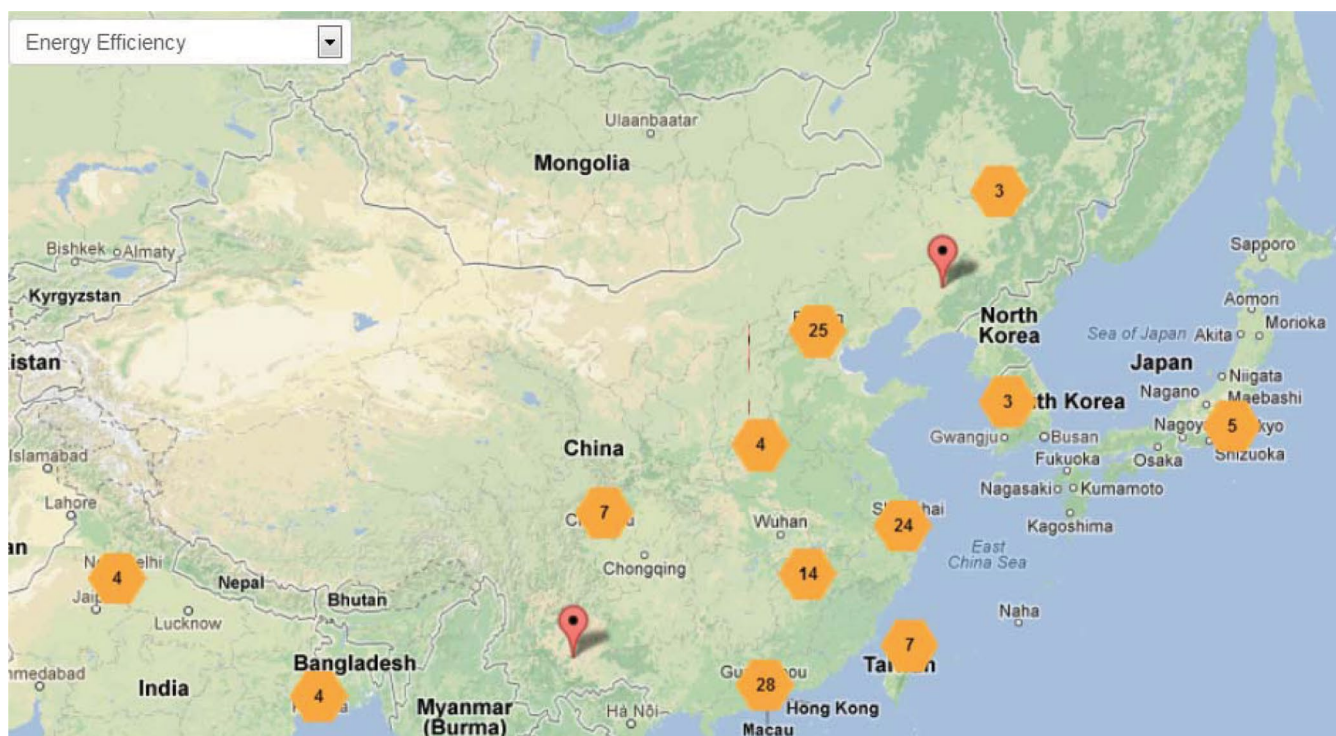 Energy Efficiency
Ulaanbaatar
Mongolia
3
Bishkek
Almaty
Sapporo
Kyrgyzstan
Aomori
North
Korea
25
Sea of Japan
Akita
Morioka
istan
Japan
Niigata
Nagano
Maebashi
3
th Korea
5
Gwangju
Busan
Shizuoka
4
China
Islamabad
Osaka
Fukuoka
Lahore
Nagasaki
Kumamoto
7
Kagoshima
Wuhan
24
an
East
China Sea
Chongqing
14
4
Nepal
Bhutan
Lucknow
Naha
Bangladesh
7
India
4
28
Myanmar
(Burma)
Hà Nội
Hong Kong
Macau